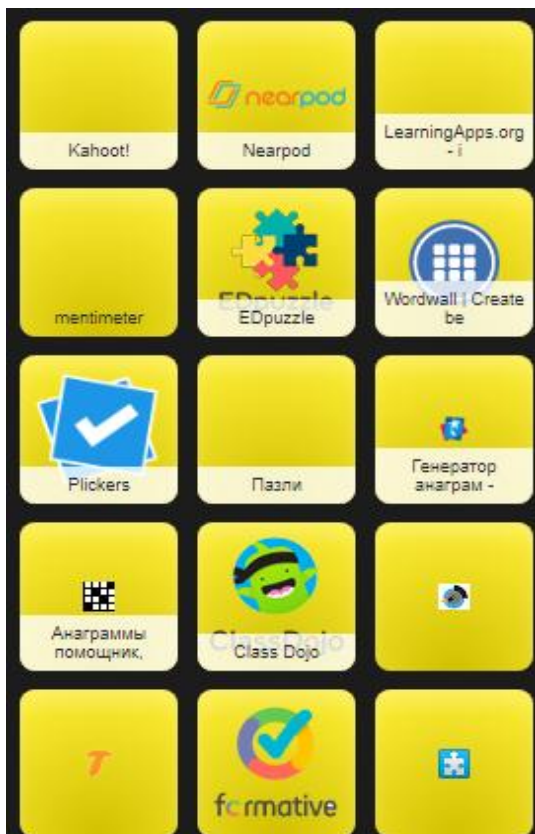 nearpod
Kahoot!
Nearpod
LearningApps.org
- і
EDpuzzle
mentimeter
EDpuzzle
Wordwall | Create
be
Plickers
Пазли
Генератор
анаграм -
Анаграммы
помощник,
ClassDojo
Class Dojo
T
formative